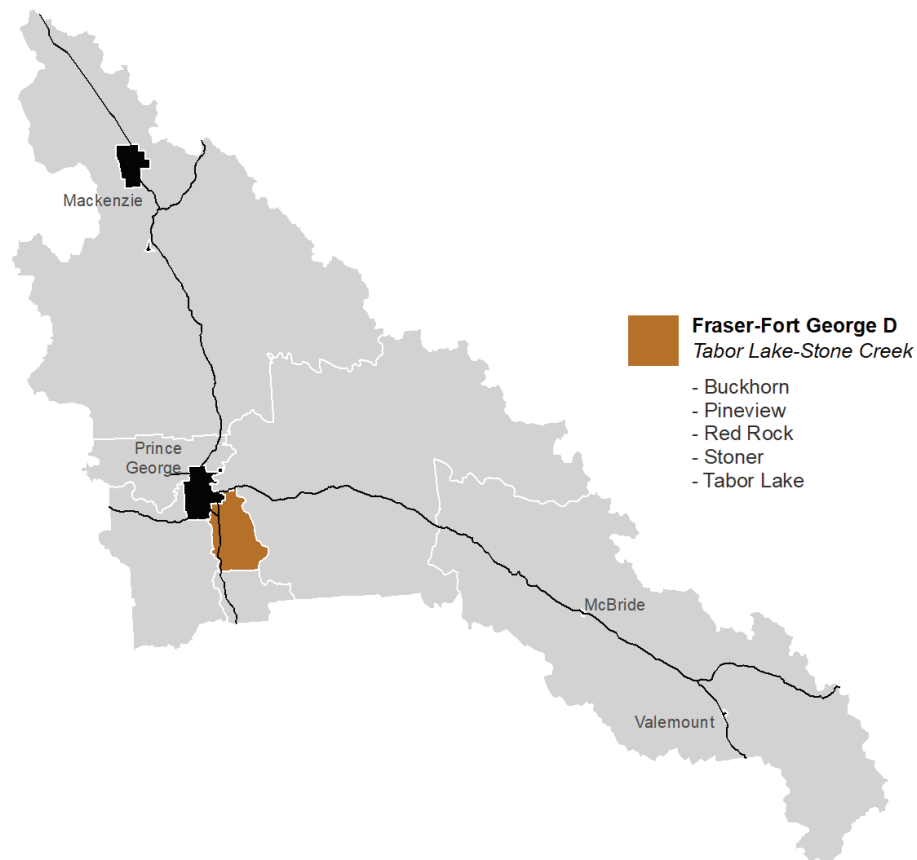 Mackenzie
Fraser-Fort George D
Tabor Lake-Stone Creek
- Buckhorn
- Pineview
- Red Rock
- Stoner
- Tabor Lake
Prince
George
McBride
Valemount